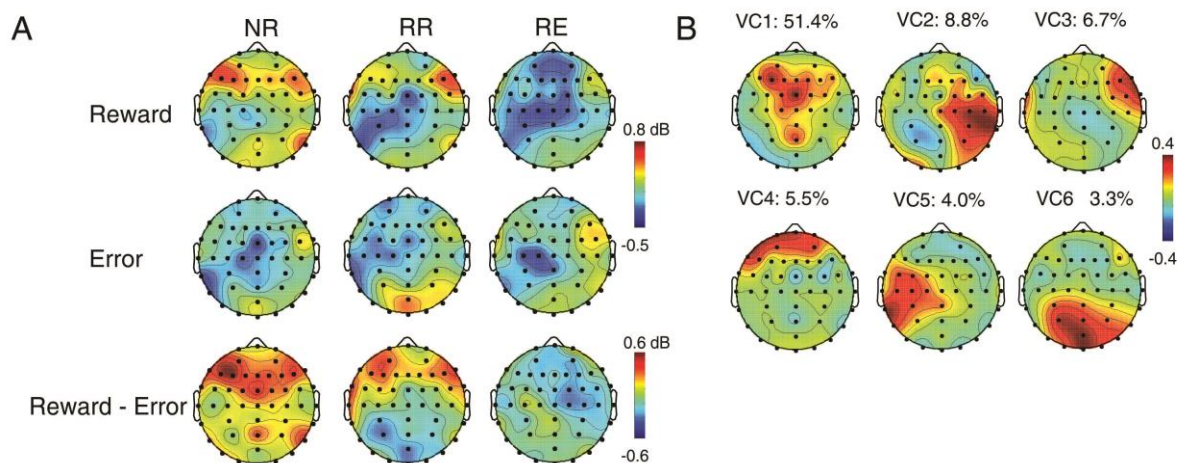 A
NR RR RE
Reward
0.8 dB
-0.5
Error
Reward - Error
0.6 dB
-0.6
B
VC1: 51.4% VC2: 8.8% VC3: 6.7%
0.4
-0.4
VC4: 5.5% VC5: 4.0% VC6 3.3%